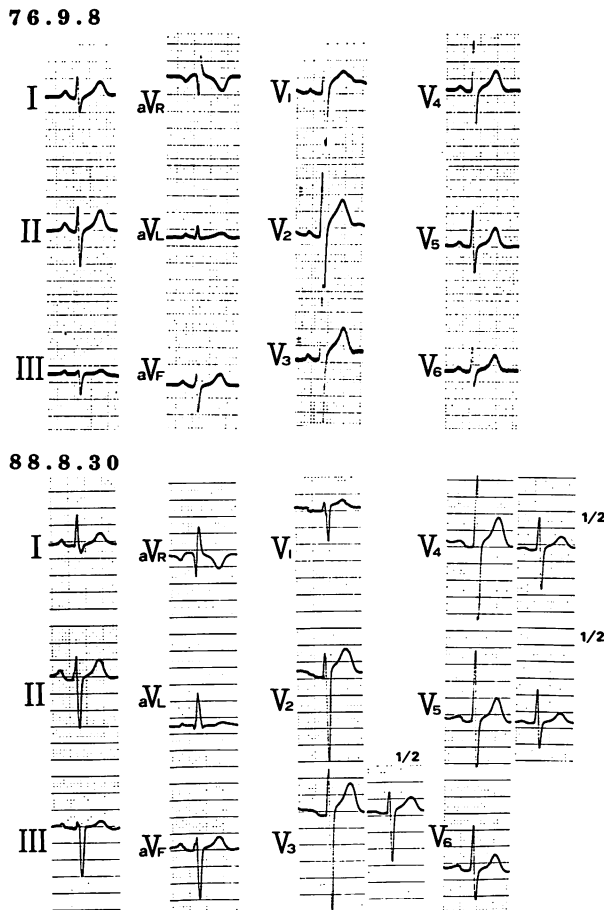 76.9.8
I
aVR
V1
V4
II
aVL
V2
V5
III
aVF
V3
V6
88.8.30
I
aVR
V1
V4
1/2
II
aVL
V2
V5
1/2
III
aVF
V3
1/2
V6